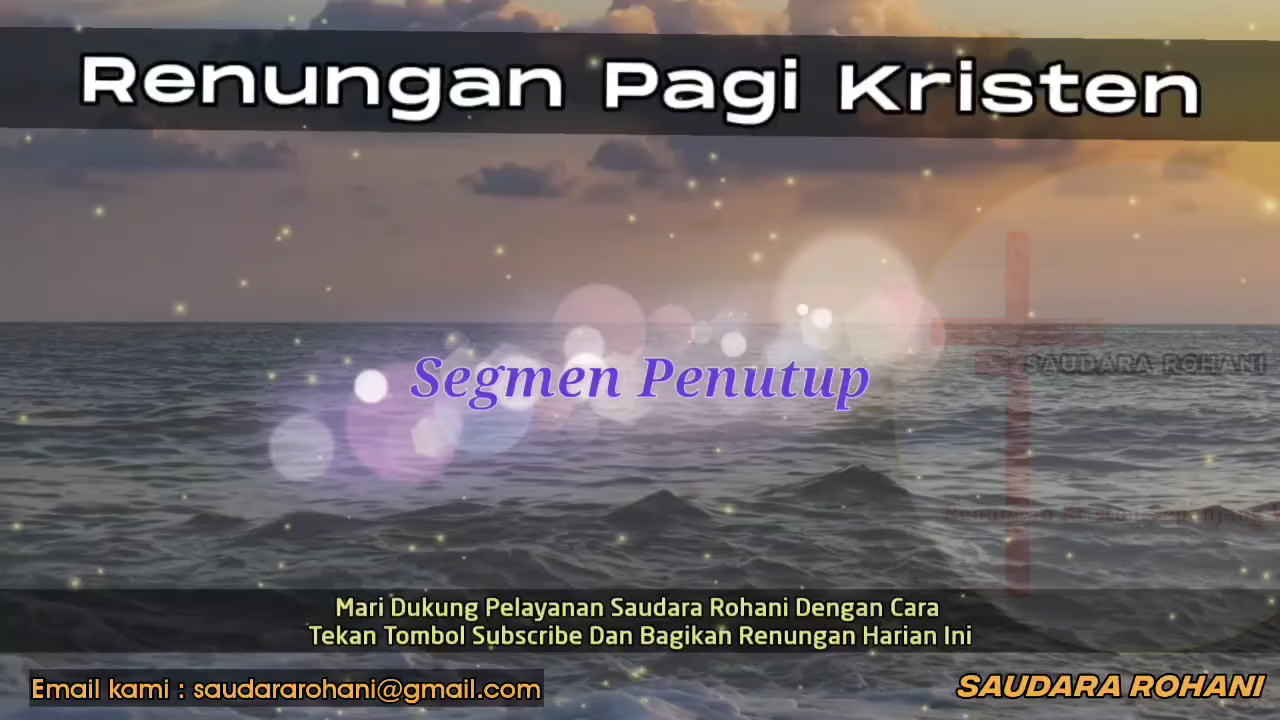 Renungan Pagi Kristen
SAUDARA ROHANI
Segmen Penutup
Mari Dukung Pelayanan Saudara Rohani Dengan Cara
Tekan Tombol Subscribe Dan Bagikan Renungan Harian Ini
Email kami : saudararohani@gmail.com
SAUDARA ROHANI